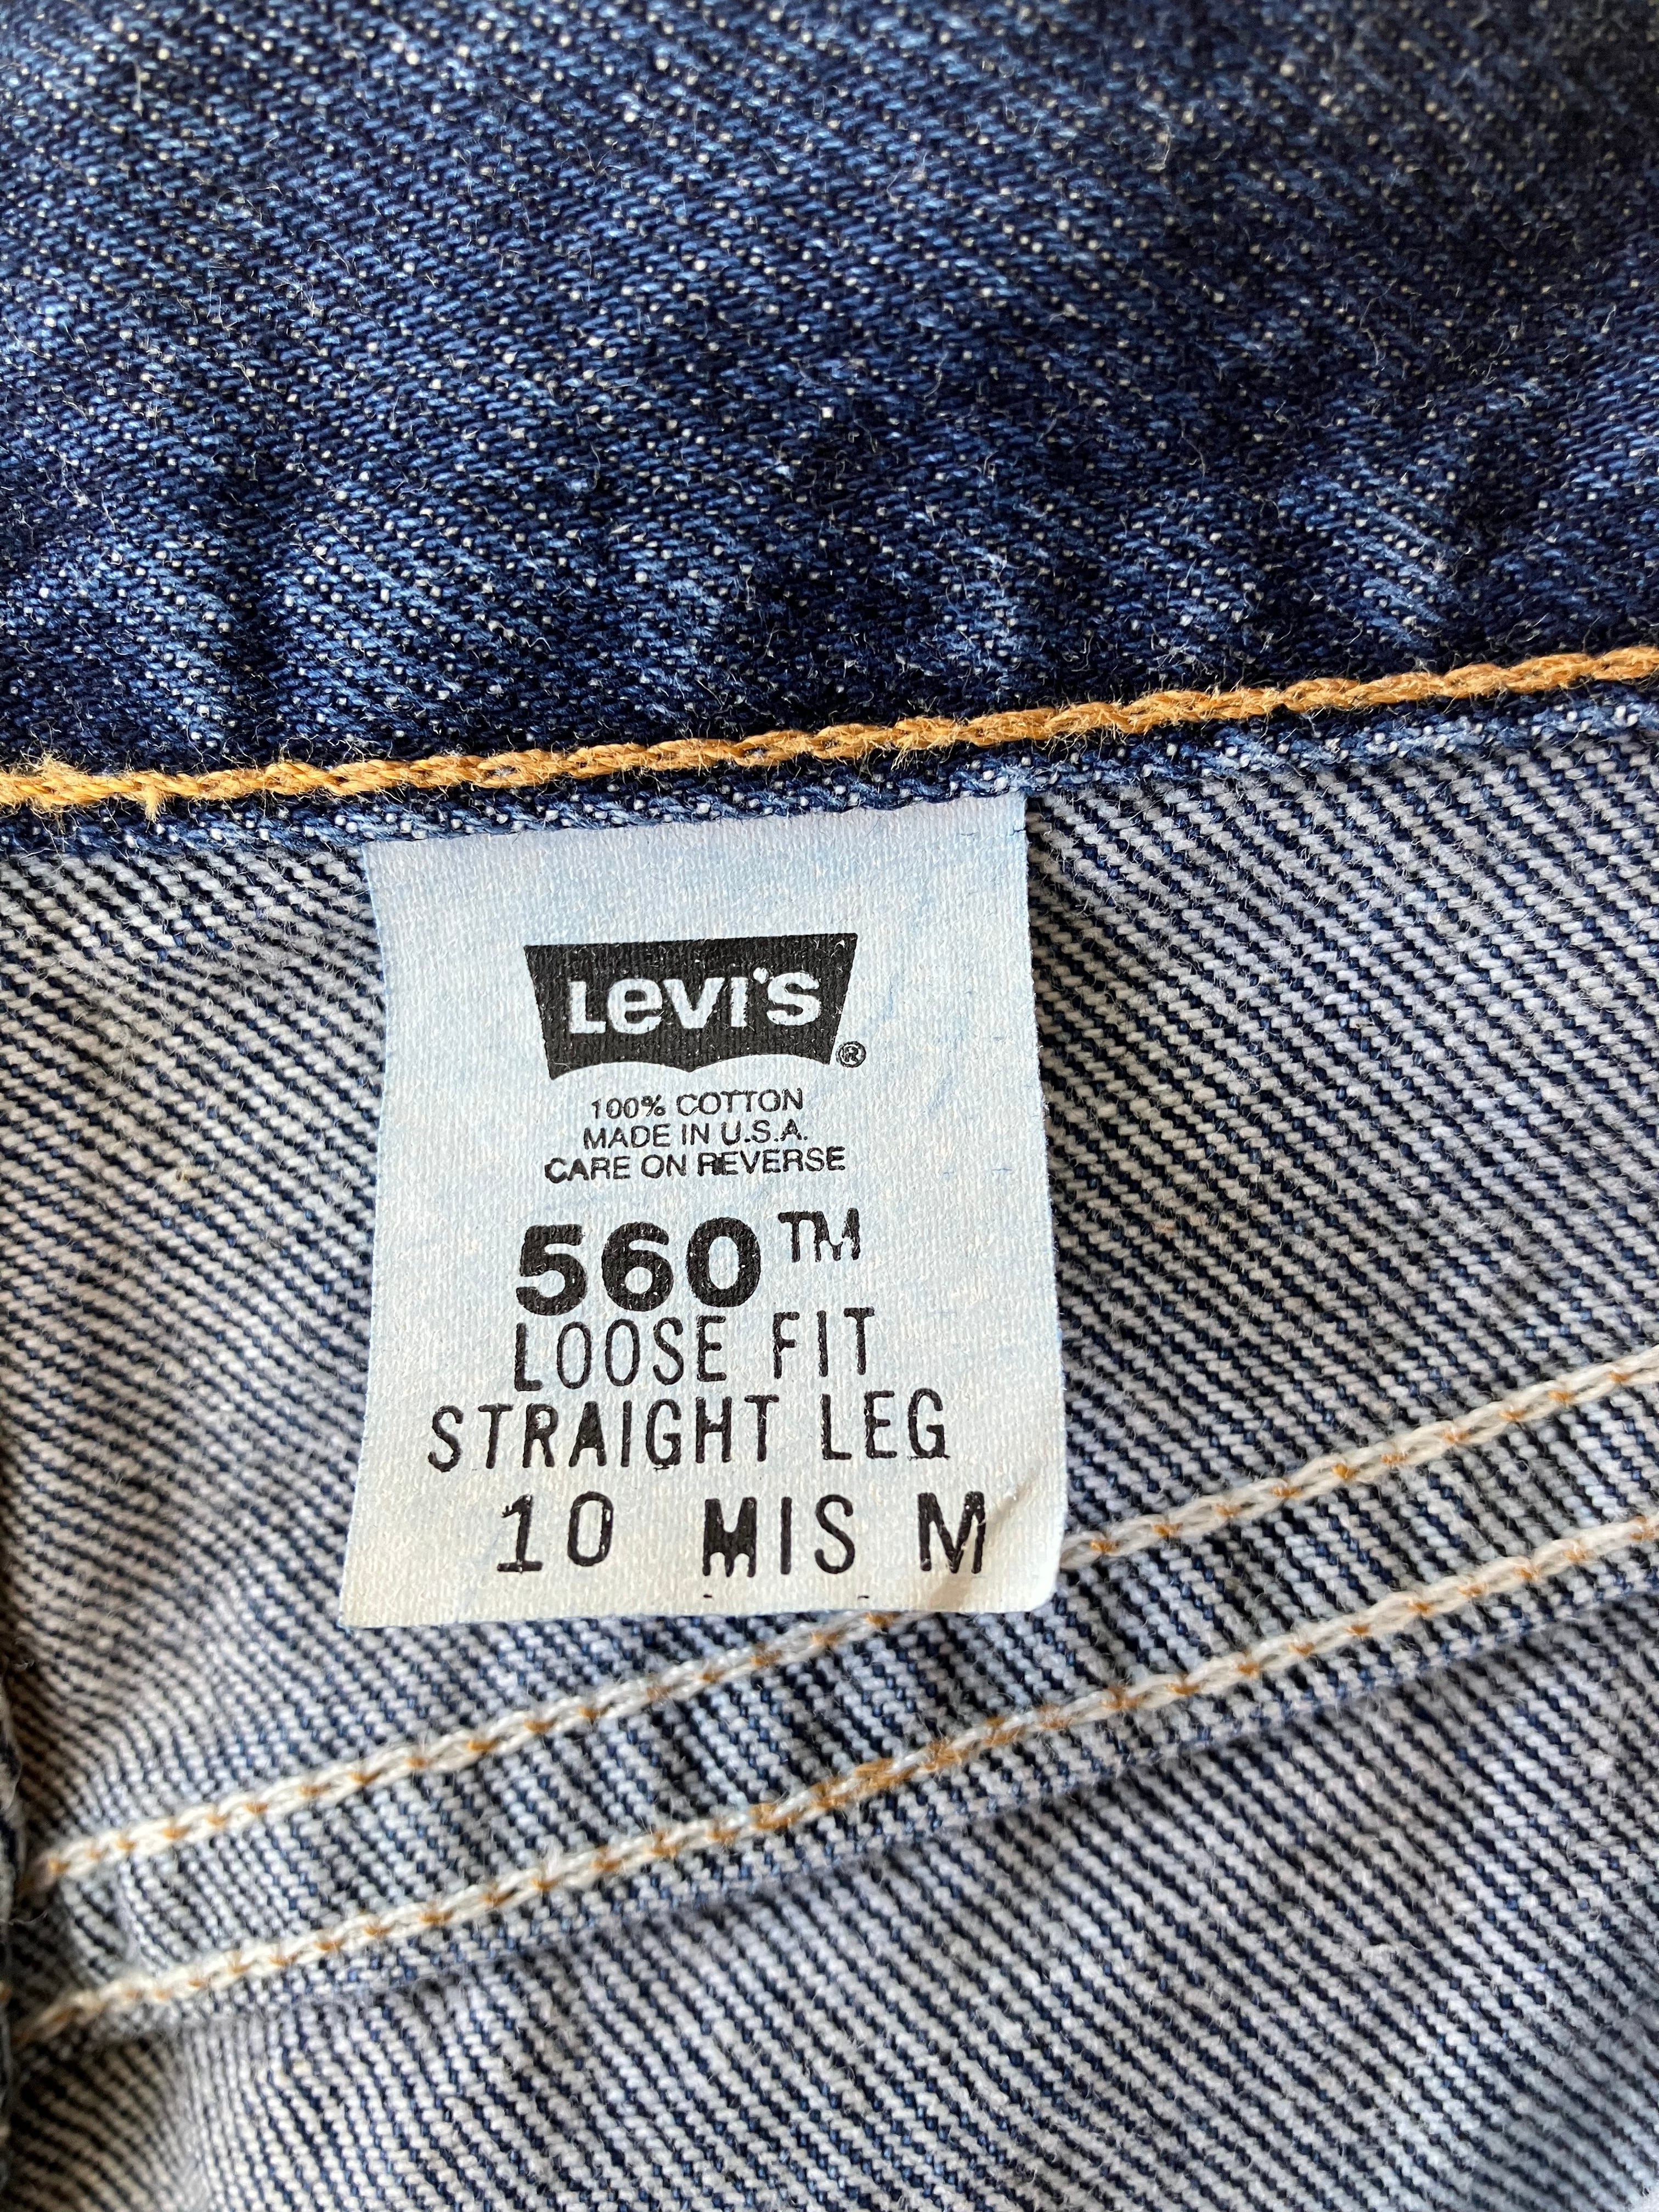 Levi's®
100% COTTON
MADE IN U.S.A.
CARE ON REVERSE
560™
LOOSE FIT
STRAIGHT LEG
10 MIS M